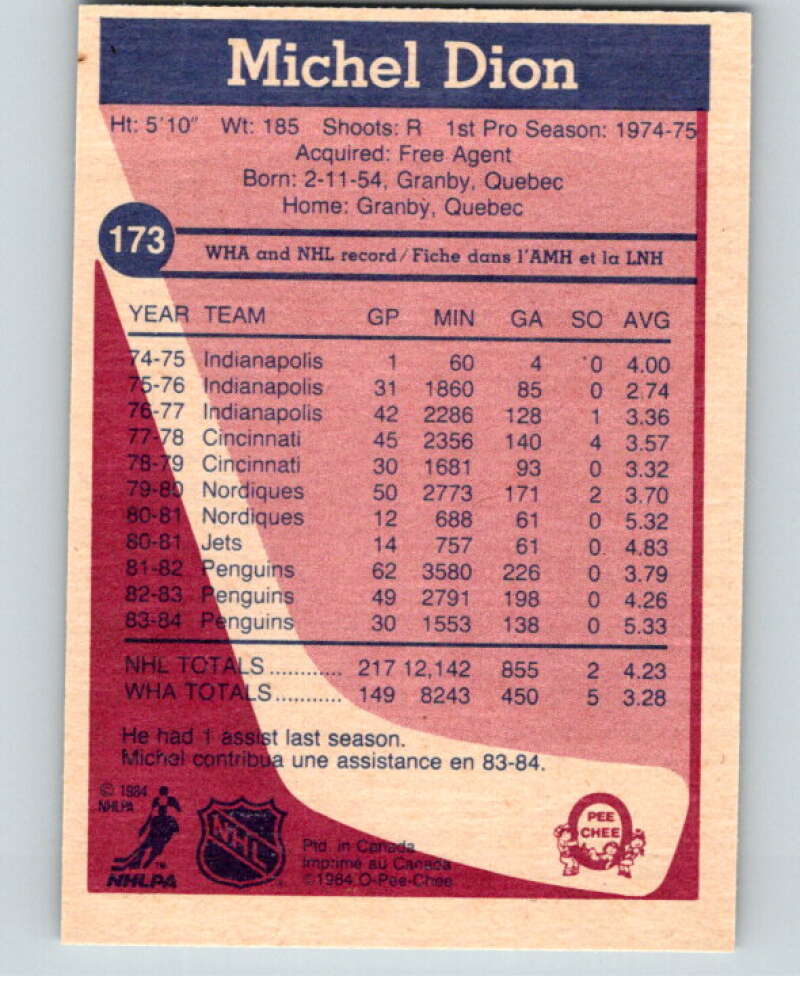 Michel Dion
Ht: 5'10" Wt: 185 Shoots: R 1st Pro Season: 1974-75
Acquired: Free Agent
Born: 2-11-54, Granby, Quebec
Home: Granby, Quebec
173
WHA and NHL record/Fiche dans l'AMH et la LNH
YEAR TEAM GP MIN GA SO AVG
74-75 Indianapolis 1 60 4 0 4.00
75-76 Indianapolis 31 1860 85 0 2.74
76-77 Indianapolis 42 2286 128 1 3.36
77-78 Cincinnati 45 2356 140 4 3.57
78-79 Cincinnati 30 1681 93 0 3.32
79-80 Nordiques 50 2773 171 2 3.70
80-81 Nordiques 12 688 61 0 5.32
80-81 Jets 14 757 61 0 4.83
81-82 Penguins 62 3580 226 0 3.79
82-83 Penguins 49 2791 198 0 4.26
83-84 Penguins 30 1553 138 0 5.33
NHL TOTALS ............ 217 12,142 855 2 4.23
WHA TOTALS........... 149 8243 450 5 3.28
He had 1 assist last season.
Michel contribua une assistance en 83-84.
© 1984
NHLPA
NHLPA
TM
NHL
Ptd. in Canada
Imprimé au Canada
©1984 O-Pee-Chee
PEE
CHEE